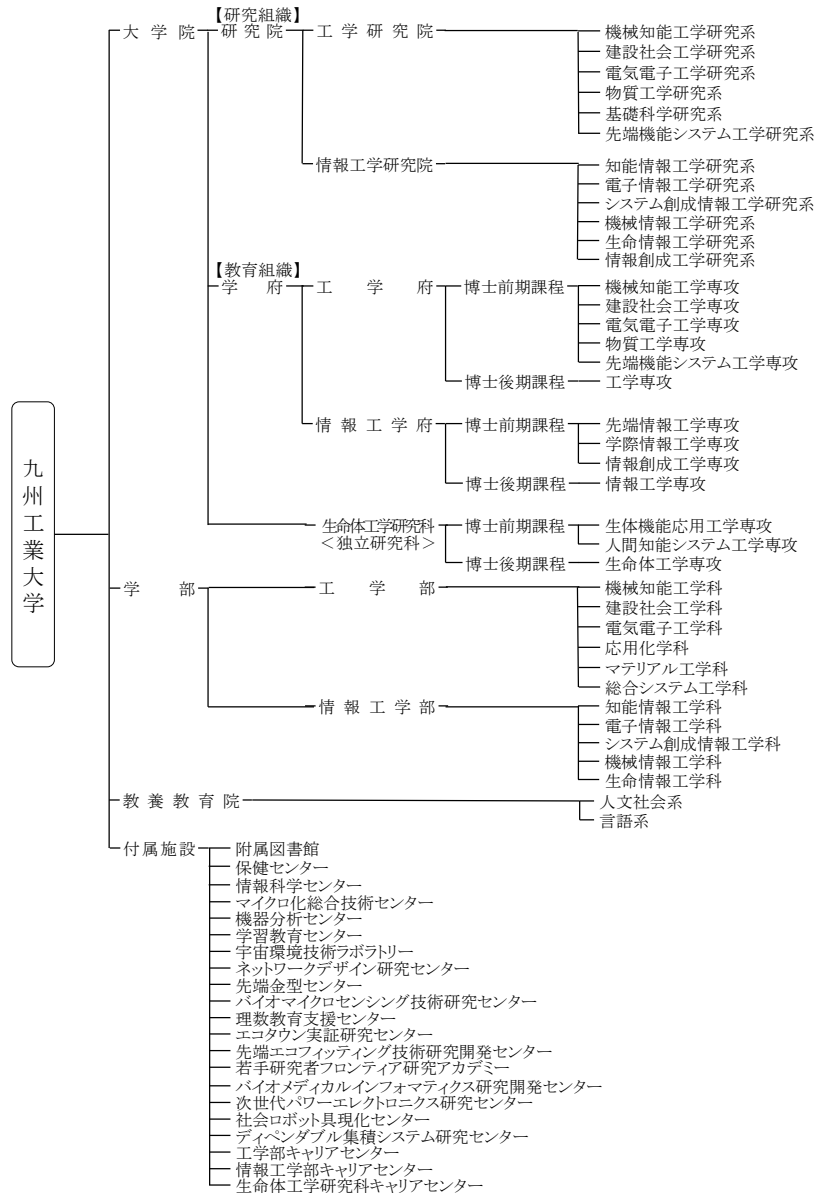 【研究組織】
大学院 研究院 工学研究院 機械知能工学研究系
建設社会工学研究系
電気電子工学研究系
物質工学研究系
基礎科学研究系
先端機能システム工学研究系
情報工学研究院 知能情報工学研究系
電子情報工学研究系
システム創成情報工学研究系
機械情報工学研究系
生命情報工学研究系
情報創成工学研究系
【教育組織】
学府 工学府 博士前期課程 機械知能工学専攻
建設社会工学専攻
電気電子工学専攻
物質工学専攻
先端機能システム工学専攻
博士後期課程 工学専攻
情報工学府 博士前期課程 先端情報工学専攻
学際情報工学専攻
情報創成工学専攻
博士後期課程 情報工学専攻
九州工業大学
生命体工学研究科 博士前期課程 生体機能応用工学専攻
＜独立研究科＞ 人間知能システム工学専攻
博士後期課程 生命体工学専攻
学部 工学部 機械知能工学科
建設社会工学科
電気電子工学科
応用化学科
マテリアル工学科
総合システム工学科
情報工学部 知能情報工学科
電子情報工学科
システム創成情報工学科
機械情報工学科
生命情報工学科
教養教育院 人文社会系
言語系
付属施設 附属図書館
保健センター
情報科学センター
マイクロ化総合技術センター
機器分析センター
学習教育センター
宇宙環境技術ラボラトリー
ネットワークデザイン研究センター
先端金型センター
バイオマイクロセンシング技術研究センター
理数教育支援センター
エコタウン実証研究センター
先端エコフィッティング技術研究開発センター
若手研究者フロンティア研究アカデミー
バイオメディカルインフォマティクス研究開発センター
次世代パワーエレクトロニクス研究センター
社会ロボット具現化センター
ディペンダブル集積システム研究センター
工学部キャリアセンター
情報工学部キャリアセンター
生命体工学研究科キャリアセンター